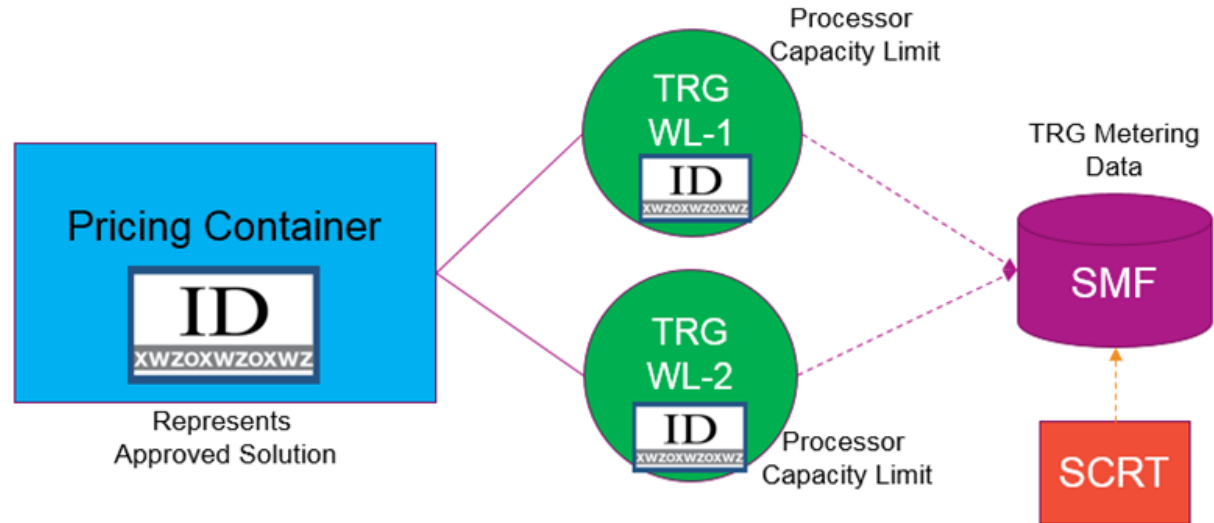 Pricing Container
ID
XWZOXWZOXWZ
Represents
Approved Solution
Processor
Capacity Limit
TRG
WL-1
ID
XWZOXWZOXWZ
TRG
WL-2
ID
XWZOXWZOXWZ
Processor
Capacity Limit
TRG Metering
Data
SMF
SCRT